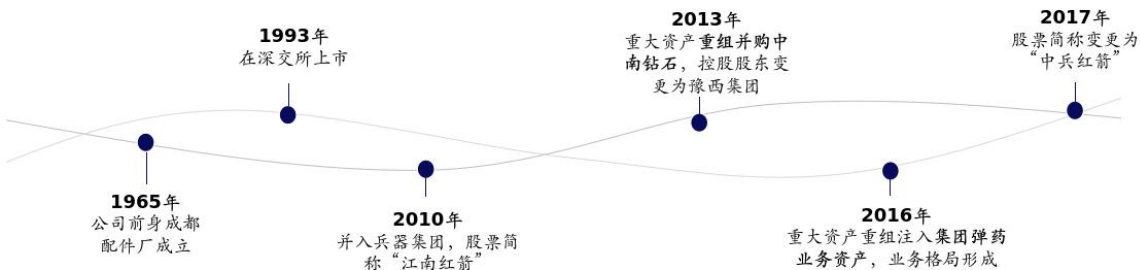 1965年
公司前身成都
配件厂成立
1993年
在深交所上市
2010年
并入兵器集团，股票简
称“江南红箭”
2013年
重大资产重组并购中
南钻石，控股股东变
更为豫西集团
2016年
重大资产重组注入集团弹药
业务资产，业务格局形成
2017年
股票简称变更为
“中兵红箭”